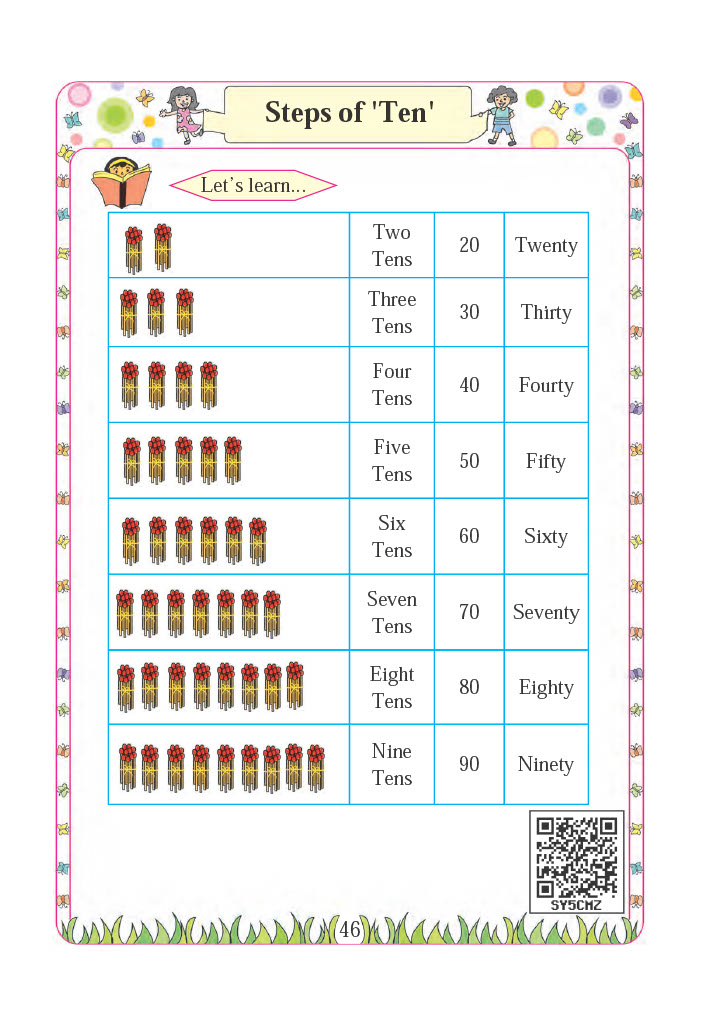 Steps of 'Ten'
Let's learn...
Two
Tens
20
Twenty
Three
Tens
30
Thirty
Four
Tens
40
Fourty
Five
Tens
50
Fifty
Six
Tens
60
Sixty
Seven
Tens
70
Seventy
Eight
Tens
80
Eighty
Nine
Tens
90
Ninety
SY5CMZ
46